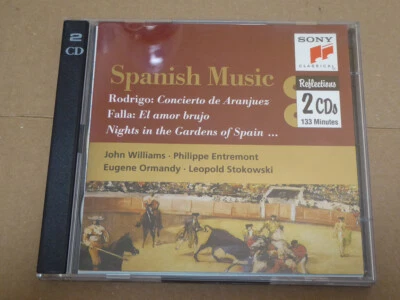 2
CD
SONY
CLASSICAL
Spanish Music
Reflections
2 CDs
133 Minutes
Rodrigo: Concierto de Aranjuez
Falla: El amor brujo
Nights in the Gardens of Spain ...
John Williams · Philippe Entremont
Eugene Ormandy · Leopold Stokowski